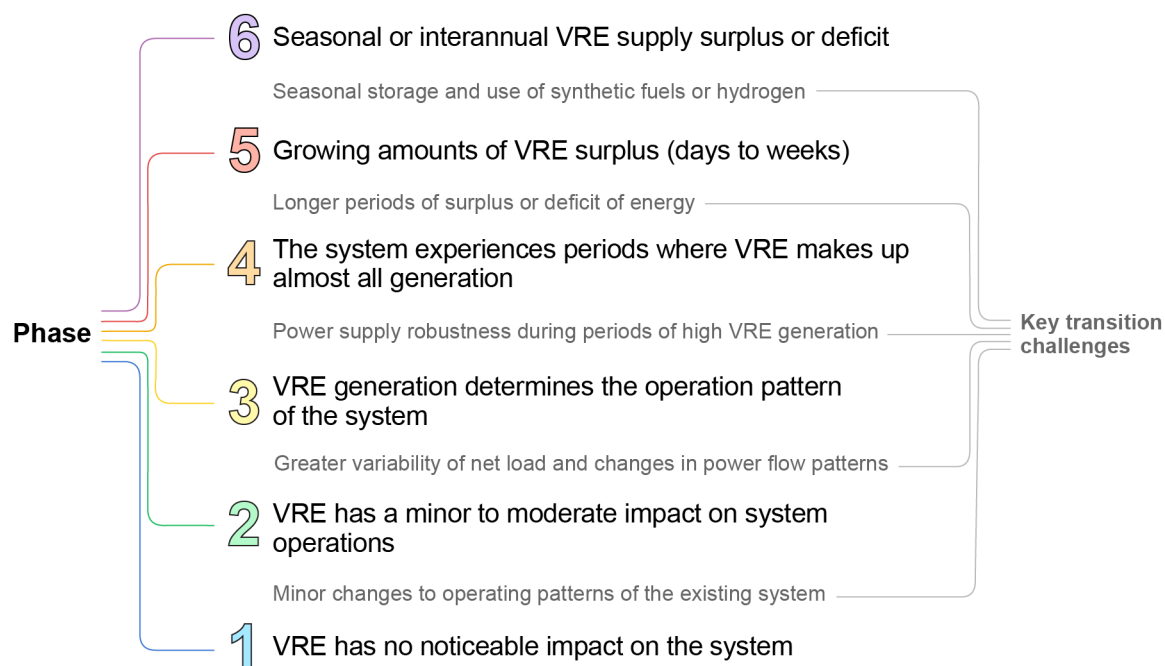 6 Seasonal or interannual VRE supply surplus or deficit
Seasonal storage and use of synthetic fuels or hydrogen
5 Growing amounts of VRE surplus (days to weeks)
Longer periods of surplus or deficit of energy
4 The system experiences periods where VRE makes up
almost all generation
Phase
Power supply robustness during periods of high VRE generation
Key transition
challenges
3 VRE generation determines the operation pattern
of the system
Greater variability of net load and changes in power flow patterns
2 VRE has a minor to moderate impact on system
operations
Minor changes to operating patterns of the existing system
1 VRE has no noticeable impact on the system